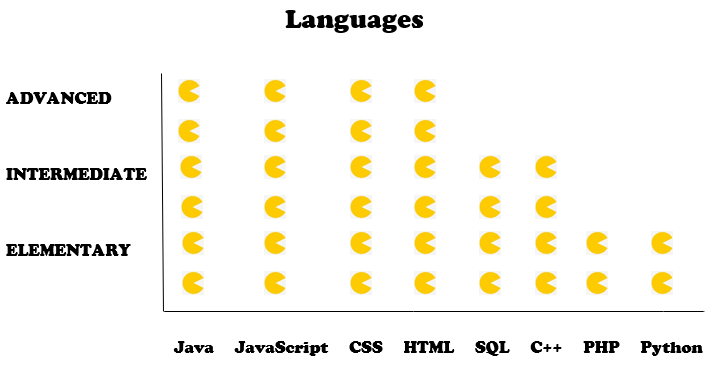 Languages
ADVANCED
INTERMEDIATE
ELEMENTARY
Java JavaScript CSS HTML SQL C++ PHP Python